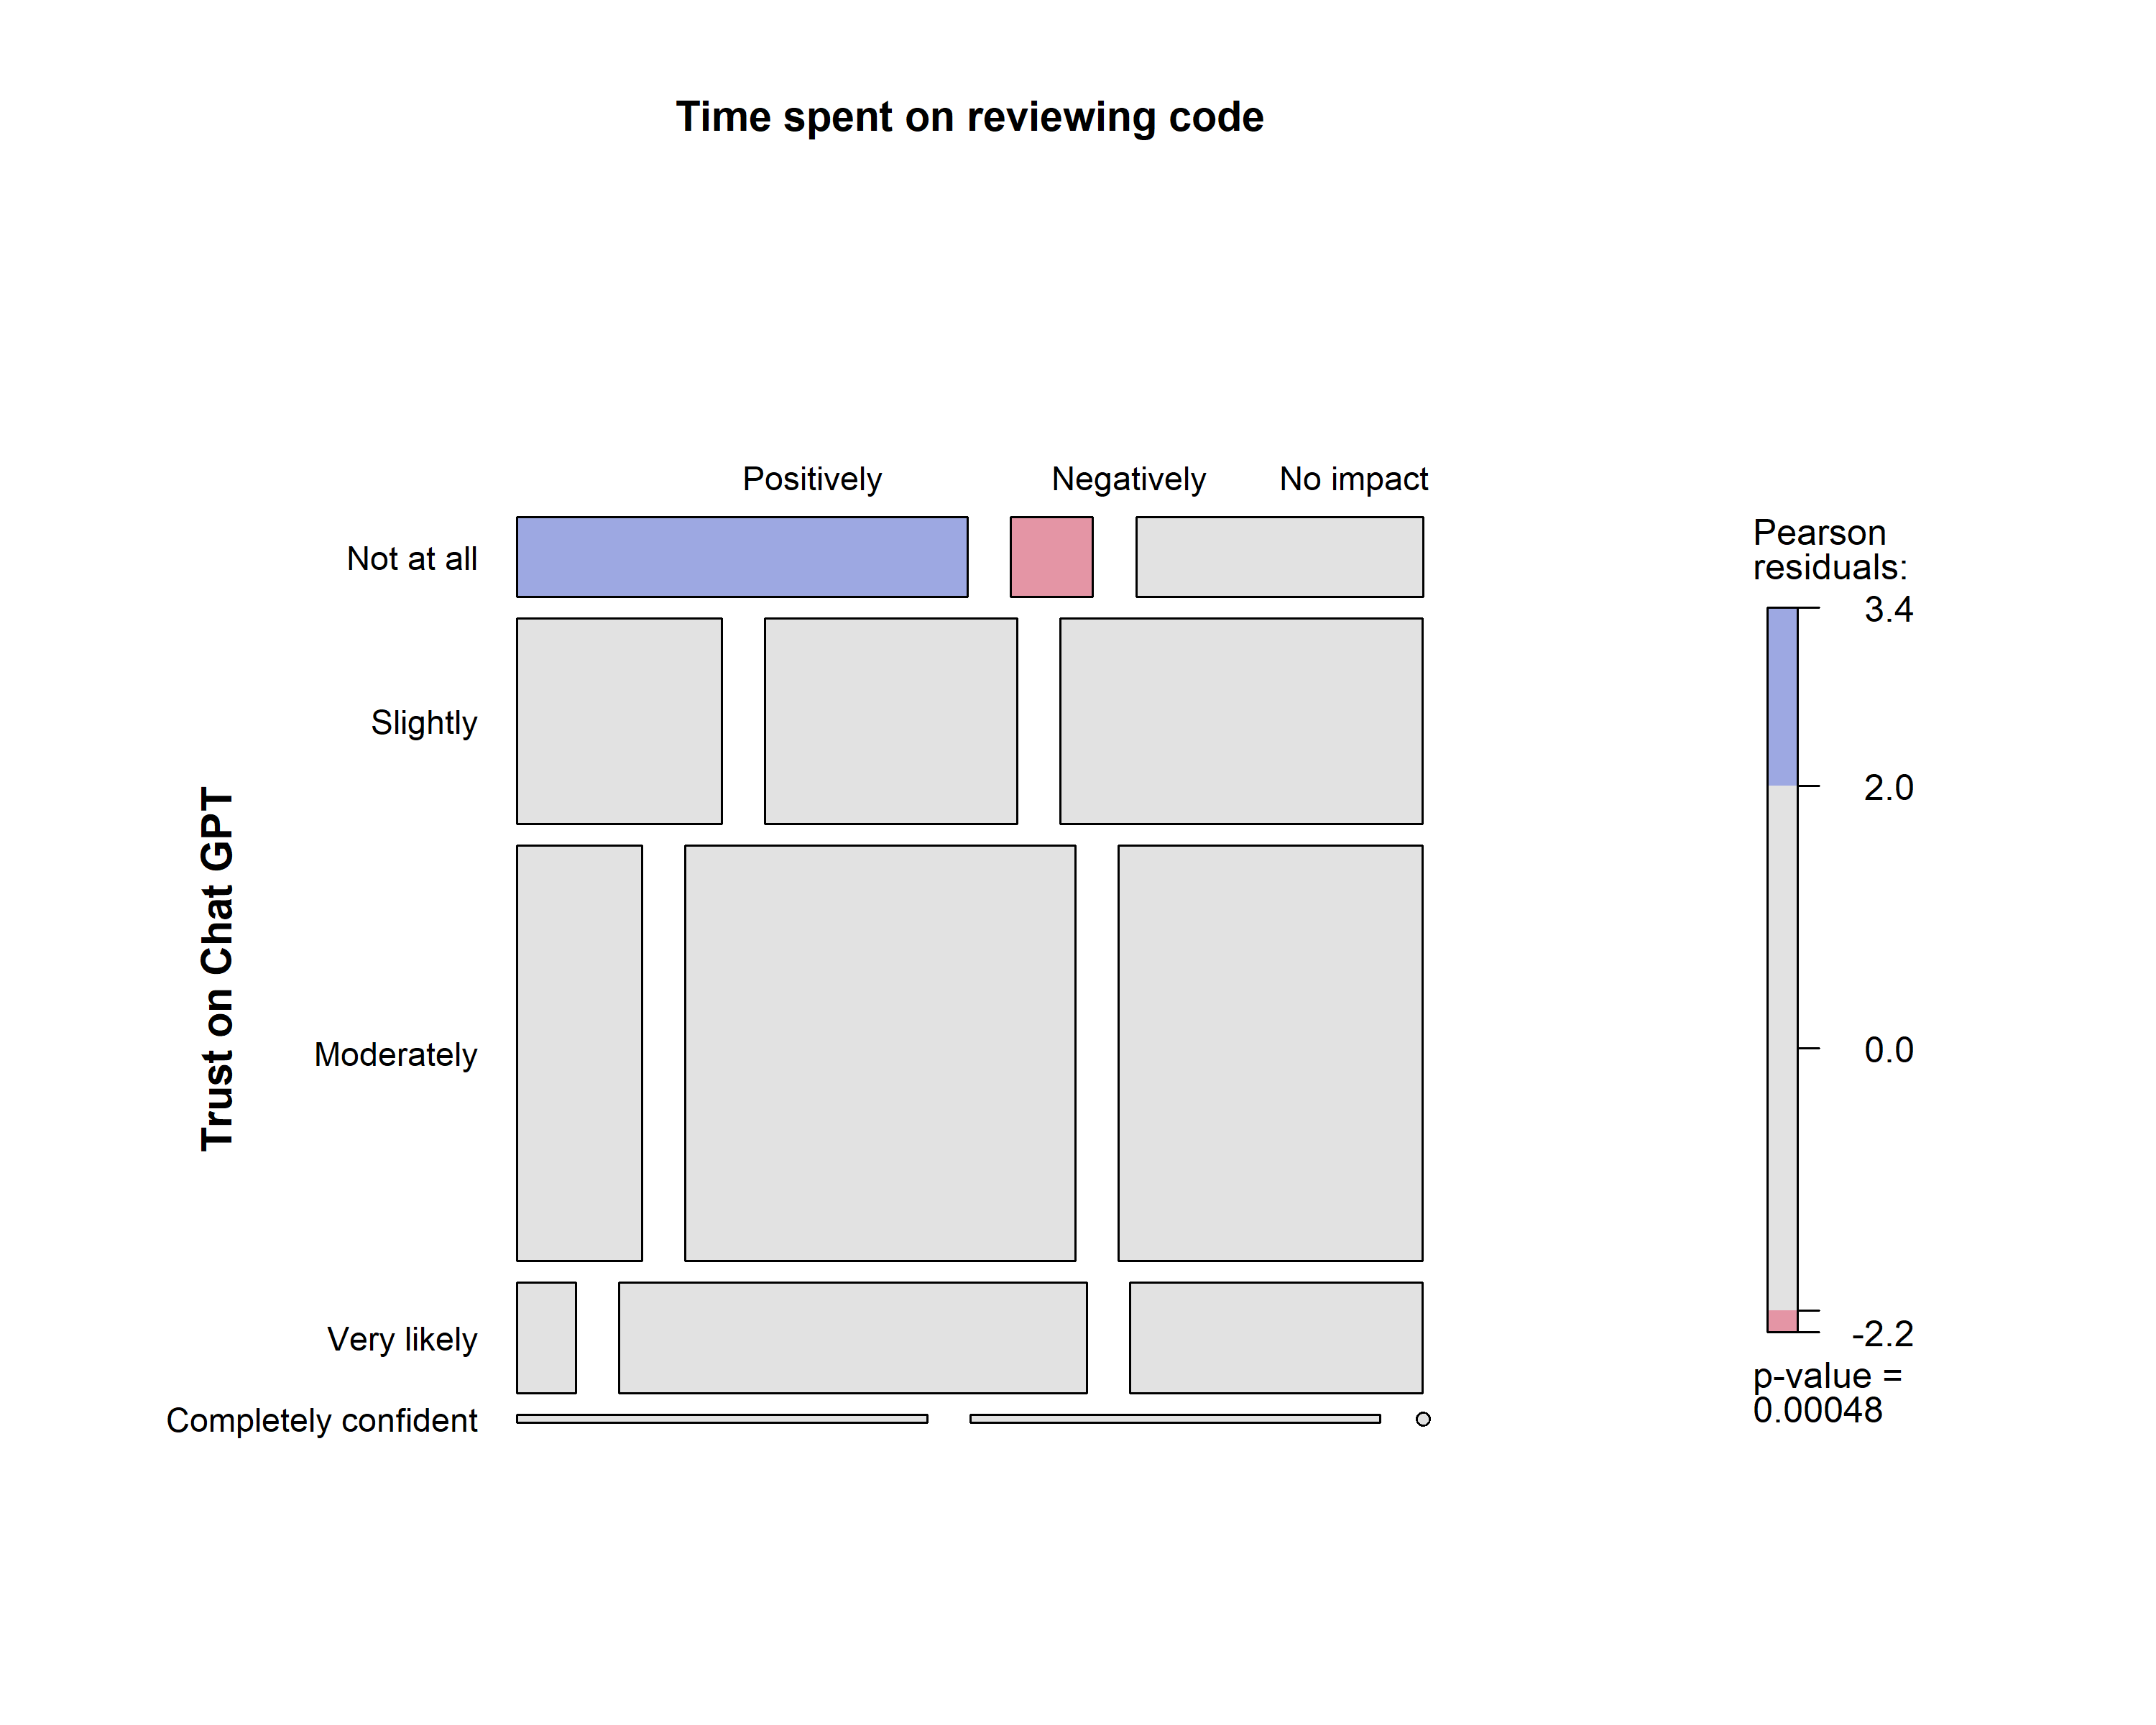 Time spent on reviewing code
Positively Negatively No impact
Not at all
Slightly
Moderately
Very likely
Completely confident
Trust on Chat GPT
Pearson
residuals:
3.4
2.0
0.0
-2.2
p-value =
0.00048